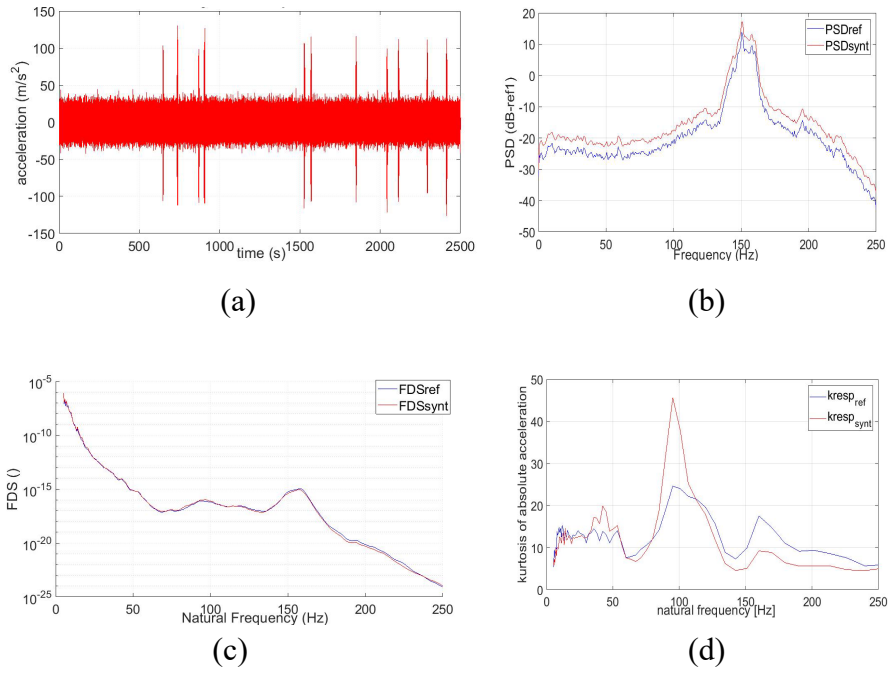 150
100
50
0
-50
-100
-150
acceleration (m/s²)
0 500 1000 1500 2000 2500
time (s)
(a)
20
10
0
-10
-20
-30
-40
-50
PSD (dB-ref1)
PSDref
PSDsynt
0 50 100 150 200 250
Frequency (Hz)
(b)
10⁻⁵
10⁻¹⁰
10⁻¹⁵
10⁻²⁰
10⁻²⁵
FDS ()
FDSref
FDSsynt
0 50 100 150 200 250
Natural Frequency (Hz)
(c)
50
40
30
20
10
0
kurtosis of absolute acceleration
kresp_ref
kresp_synt
0 50 100 150 200 250
natural frequency [Hz]
(d)